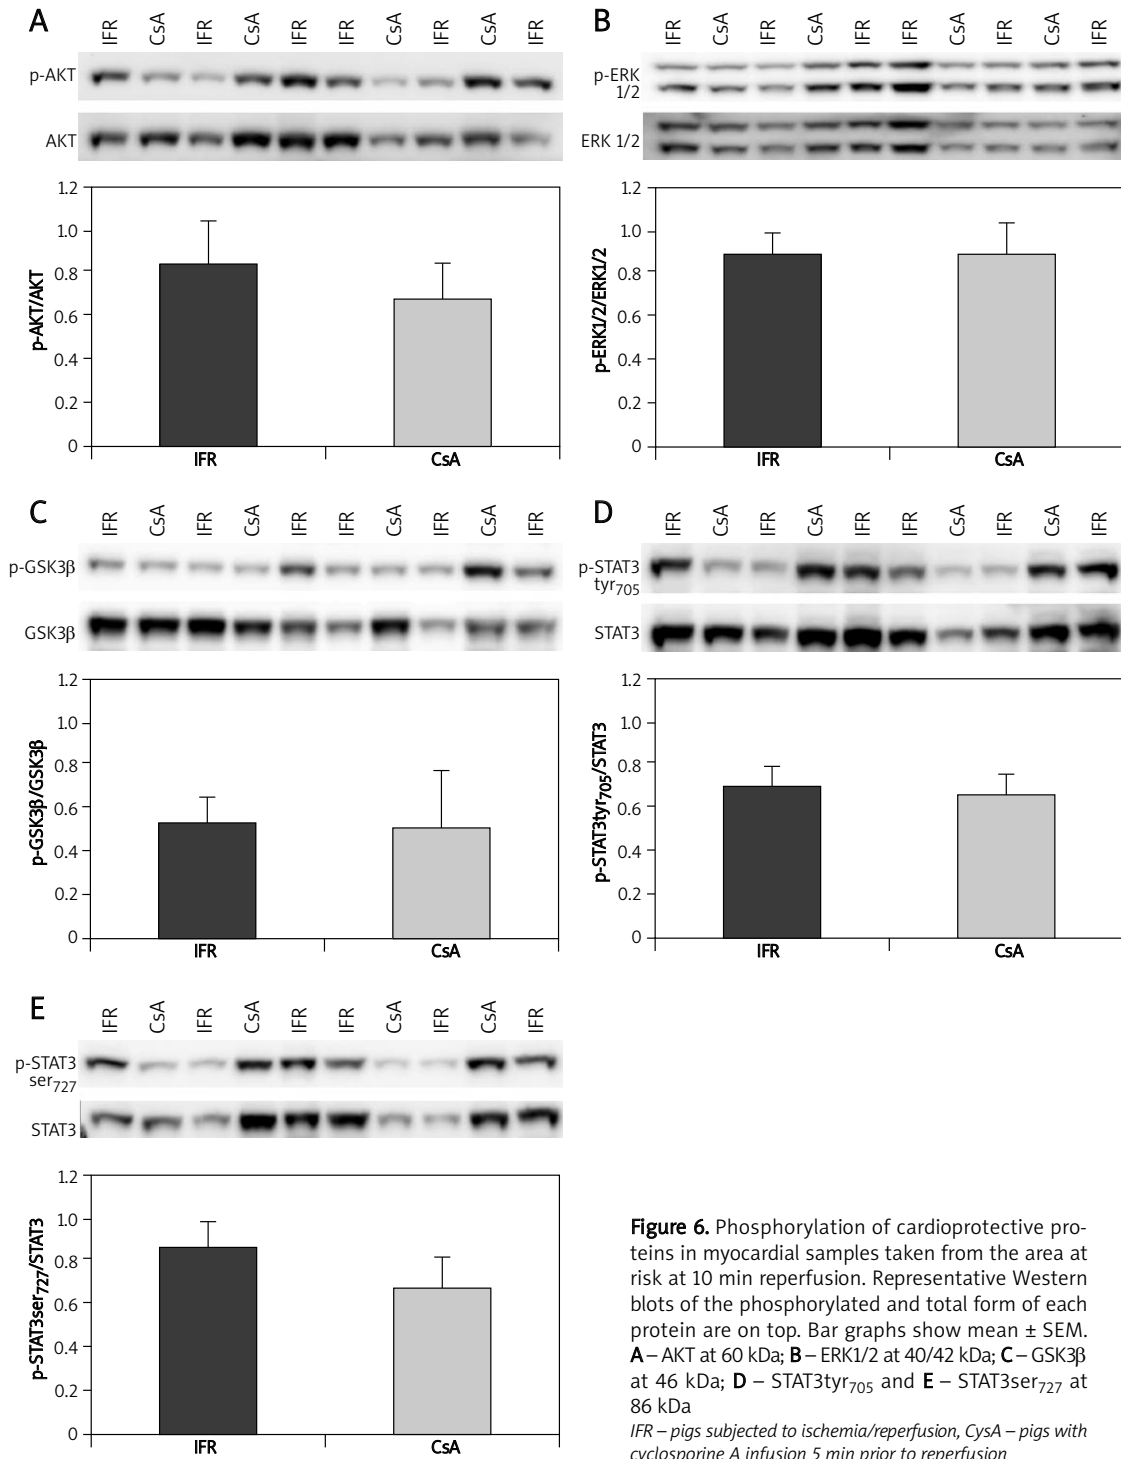 A
IFR CsA IFR CsA IFR IFR CsA IFR CsA IFR
p-AKT
AKT
1.2
1.0
0.8
0.6
0.4
0.2
0
p-AKT/AKT
IFR CsA
B
IFR CsA IFR CsA IFR IFR CsA IFR CsA IFR
p-ERK
1/2
ERK 1/2
1.2
1.0
0.8
0.6
0.4
0.2
0
p-ERK1/2/ERK1/2
IFR CsA
C
IFR CsA IFR CsA IFR IFR CsA IFR CsA IFR
p-GSK3β
GSK3β
1.2
1.0
0.8
0.6
0.4
0.2
0
p-GSK3β/GSK3β
IFR CsA
D
IFR CsA IFR CsA IFR IFR CsA IFR CsA IFR
p-STAT3
tyr705
STAT3
1.2
1.0
0.8
0.6
0.4
0.2
0
p-STAT3tyr705/STAT3
IFR CsA
E
IFR CsA IFR CsA IFR IFR CsA IFR CsA IFR
p-STAT3
ser727
STAT3
1.2
1.0
0.8
0.6
0.4
0.2
0
p-STAT3ser727/STAT3
IFR CsA
Figure 6. Phosphorylation of cardioprotective pro-
teins in myocardial samples taken from the area at
risk at 10 min reperfusion. Representative Western
blots of the phosphorylated and total form of each
protein are on top. Bar graphs show mean ± SEM.
A – AKT at 60 kDa; B – ERK1/2 at 40/42 kDa; C – GSK3β
at 46 kDa; D – STAT3tyr705 and E – STAT3ser727 at
86 kDa
IFR – pigs subjected to ischemia/reperfusion, CysA – pigs with
cyclosporine A infusion 5 min prior to reperfusion